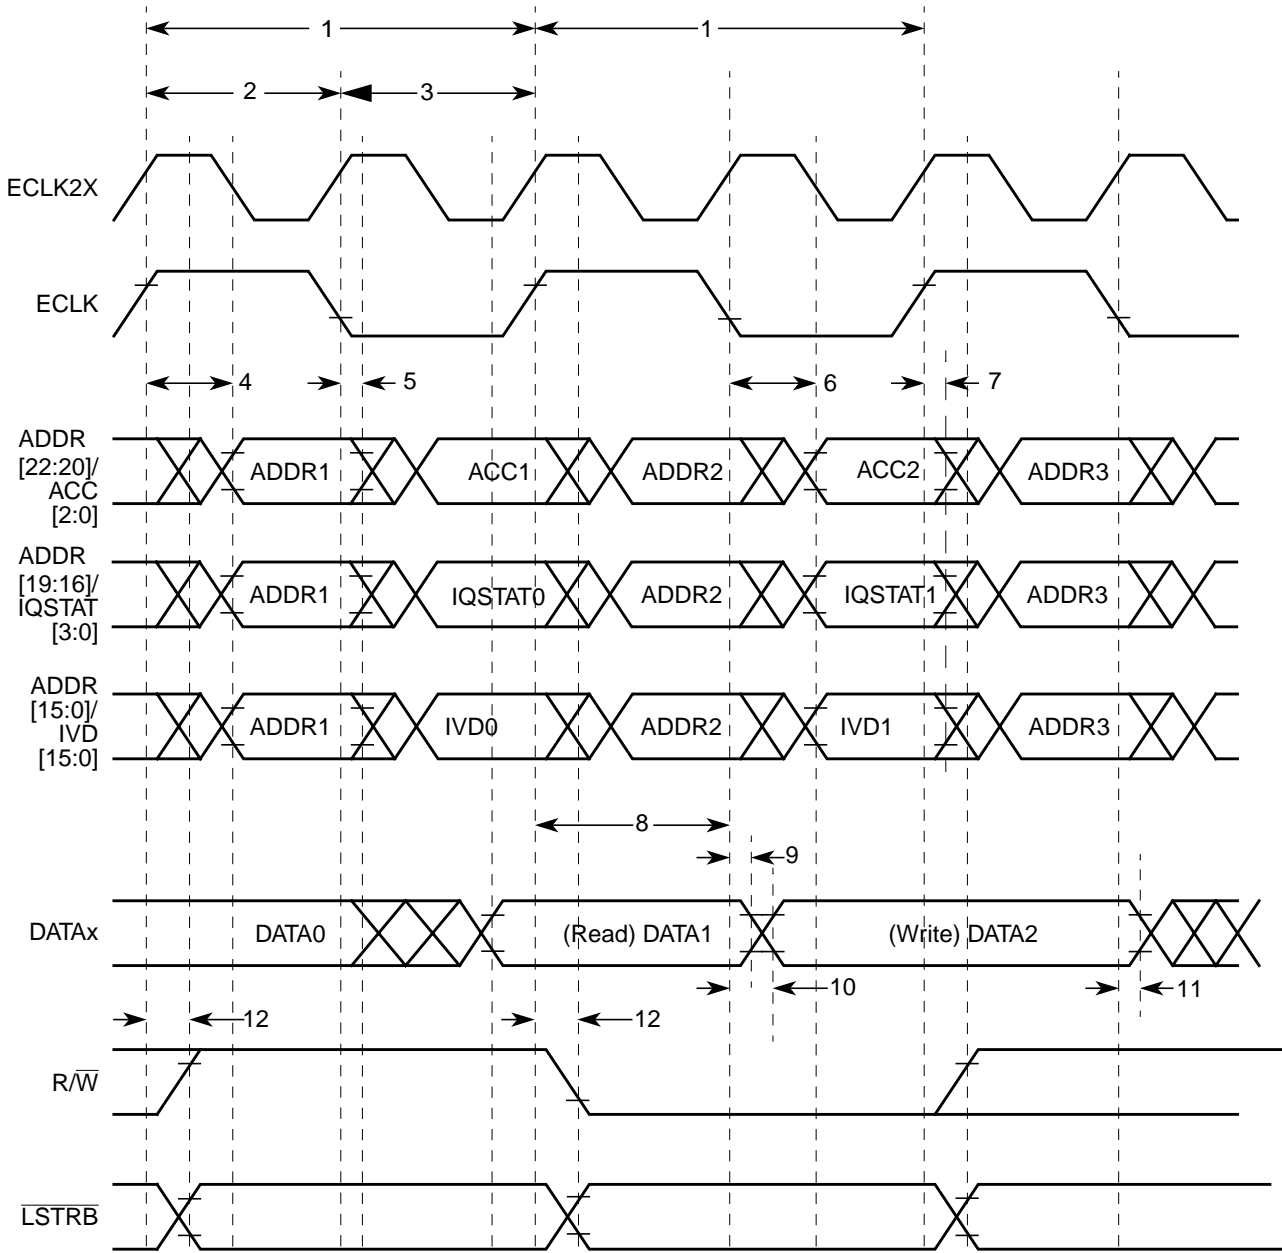 1 1
2 3
ECLK2X
ECLK
4 5 6 7
ADDR
[22:20]/
ACC
[2:0]
ADDR1 ACC1 ADDR2 ACC2 ADDR3
ADDR
[19:16]/
IQSTAT
[3:0]
ADDR1 IQSTAT0 ADDR2 IQSTAT1 ADDR3
ADDR
[15:0]/
IVD
[15:0]
ADDR1 IVD0 ADDR2 IVD1 ADDR3
8
9
DATAx DATA0 (Read) DATA1 (Write) DATA2
10 11
12 12
R/W
LSTRB